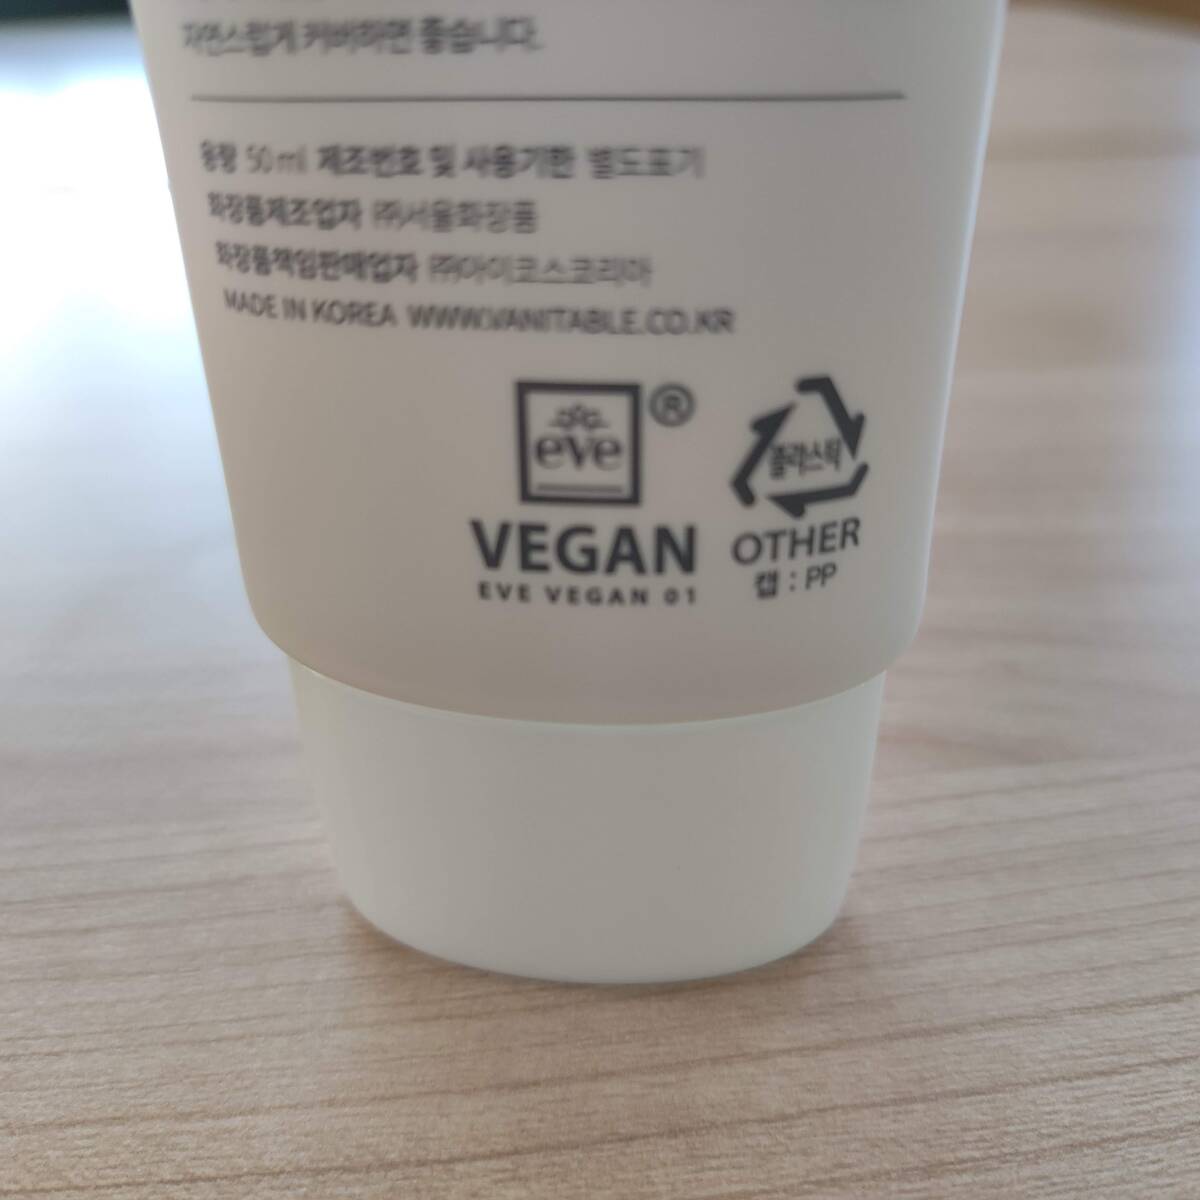 자연스럽게 커버하면 좋습니다.
용량 50ml 제조번호 및 사용기한 별도표기
화장품제조업자 (주)서울화장품
화장품책임판매업자 (주)아이코스코리아
MADE IN KOREA WWW.VANITABLE.CO.KR
eve ®
VEGAN
EVE VEGAN 01
플라스틱
OTHER
캡 : PP